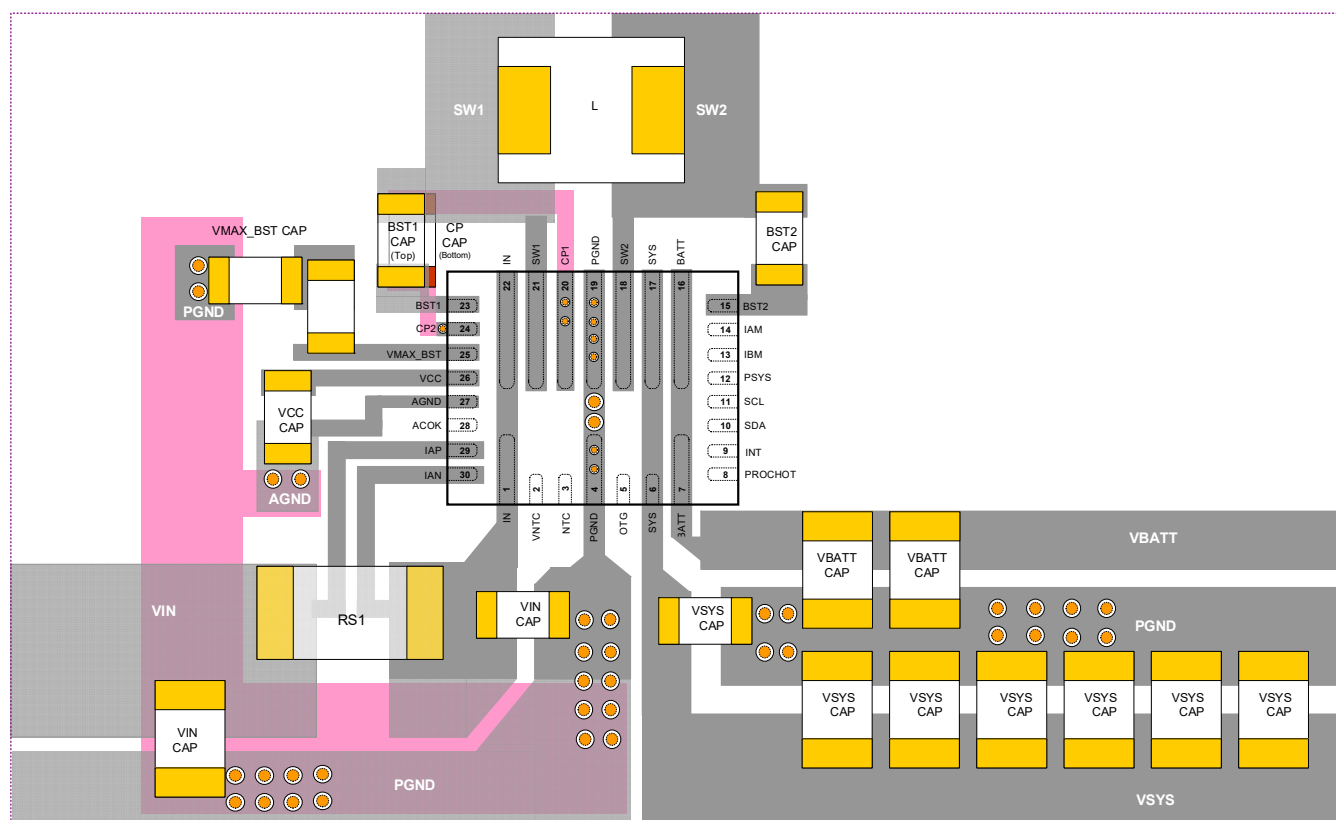 SW1
L
SW2
VMAX_BST CAP
BST1
CAP
(Top)
CP
CAP
(Bottom)
BST2
CAP
IN
SW1
CP1
PGND
SW2
SYS
BATT
22
21
20
19
18
17
16
PGND
BST1 23
CP2 24
VMAX_BST 25
VCC 26
AGND 27
ACOK 28
IAP 29
IAN 30
15 BST2
14 IAM
13 IBM
12 PSYS
11 SCL
10 SDA
9 INT
8 PROCHOT
VCC
CAP
AGND
1
2
3
4
5
6
7
IN
VNTC
NTC
PGND
OTG
SYS
BATT
VBATT
VBATT
CAP
VBATT
CAP
VIN
RS1
VIN
CAP
VSYS
CAP
PGND
VIN
CAP
VSYS
CAP
VSYS
CAP
VSYS
CAP
VSYS
CAP
VSYS
CAP
VSYS
CAP
PGND
VSYS